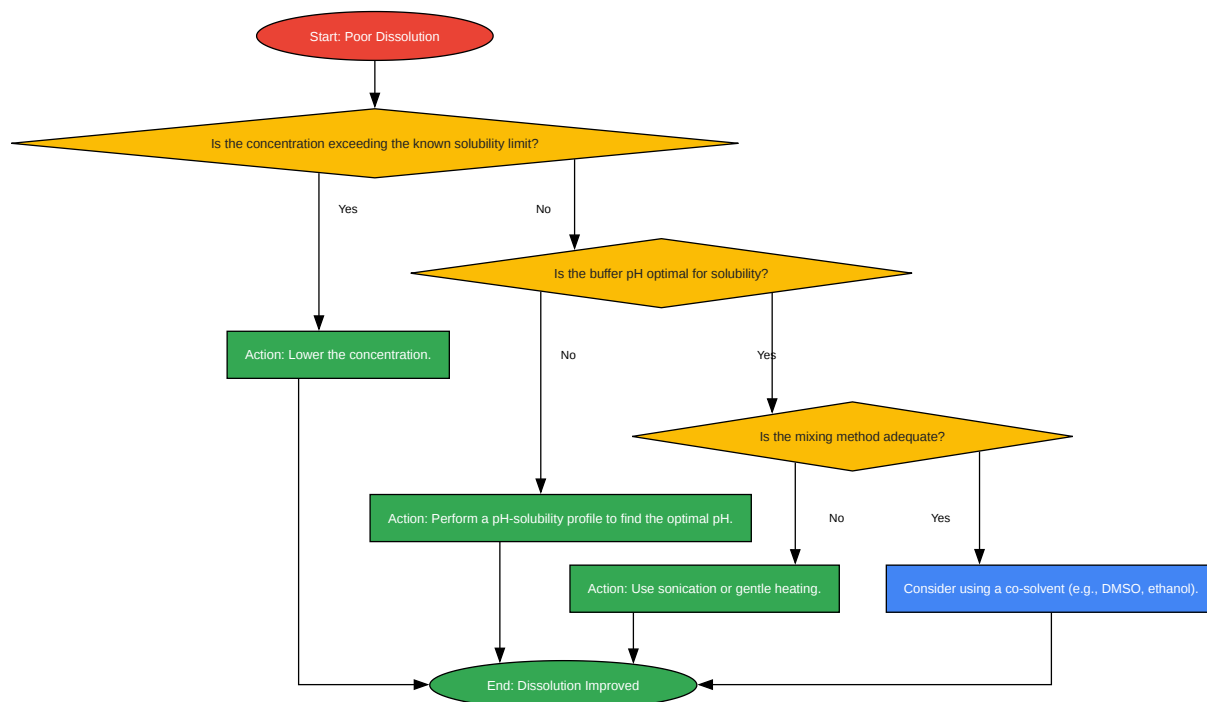 Start: Poor Dissolution
Is the concentration exceeding the known solubility limit?
Yes
No
Is the buffer pH optimal for solubility?
Action: Lower the concentration.
No
Yes
Is the mixing method adequate?
Action: Perform a pH-solubility profile to find the optimal pH.
No
Yes
Action: Use sonication or gentle heating.
Consider using a co-solvent (e.g., DMSO, ethanol).
End: Dissolution Improved